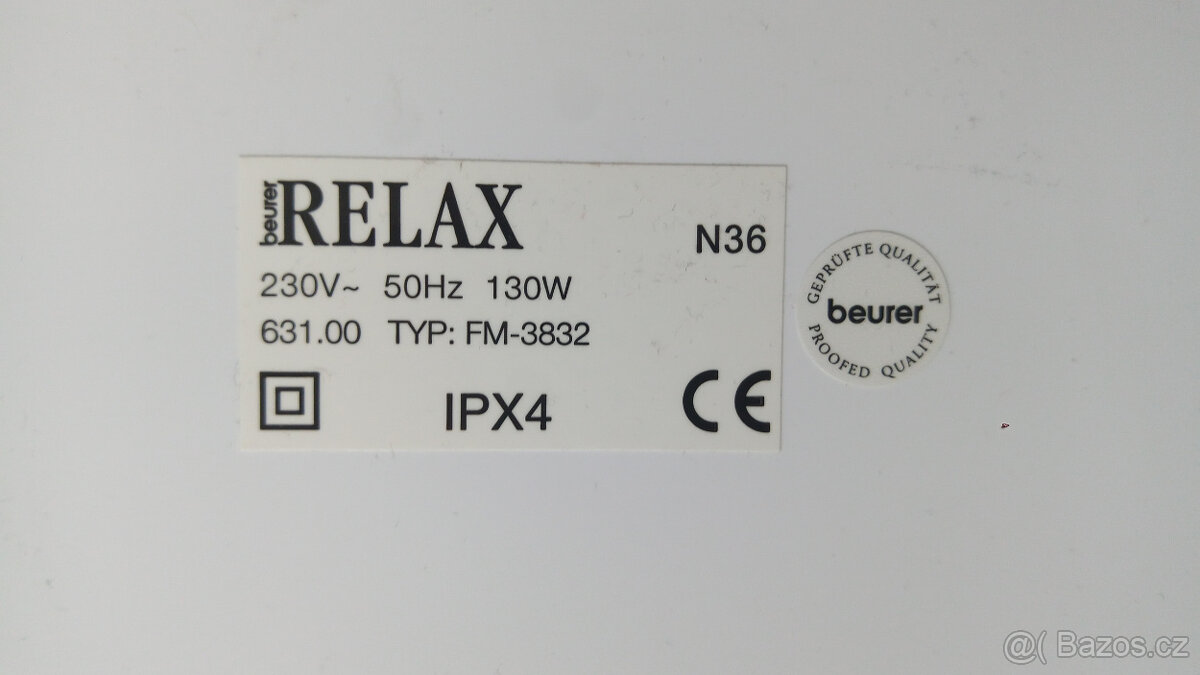 beurer RELAX
N36
230V~ 50Hz 130W
631.00 TYP: FM-3832
IPX4
CE
GEPRÜFTE QUALITÄT
beurer
PROOFED QUALITY
@( Bazos.cz